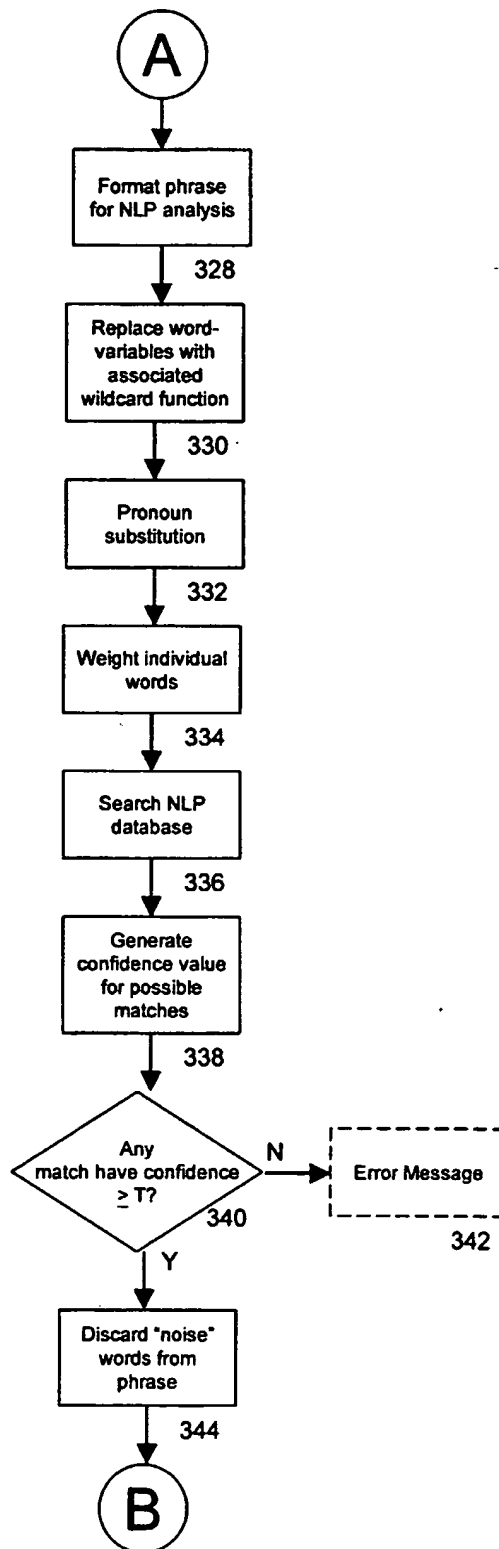 A
Format phrase
for NLP analysis
328
Replace word-
variables with
associated
wildcard function
330
Pronoun
substitution
332
Weight individual
words
334
Search NLP
database
336
Generate
confidence value
for possible
matches
338
Any
match have confidence
≥ T?
340
N
Error Message
342
Y
Discard "noise"
words from
phrase
344
B